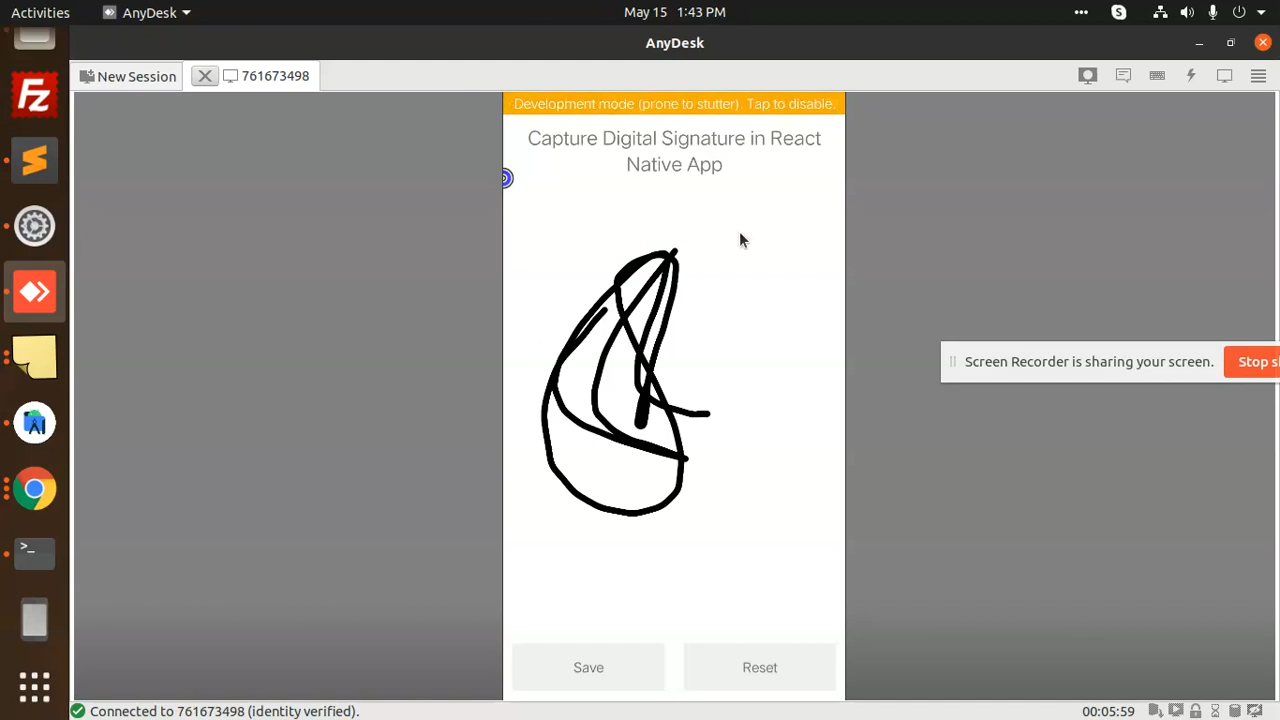 Activities
AnyDesk
May 15 1:43 PM
AnyDesk
New Session
761673498
Development mode (prone to stutter). Tap to disable.
Capture Digital Signature in React
Native App
Screen Recorder is sharing your screen.
Stop s
Save
Reset
Connected to 761673498 (identity verified).
00:05:59